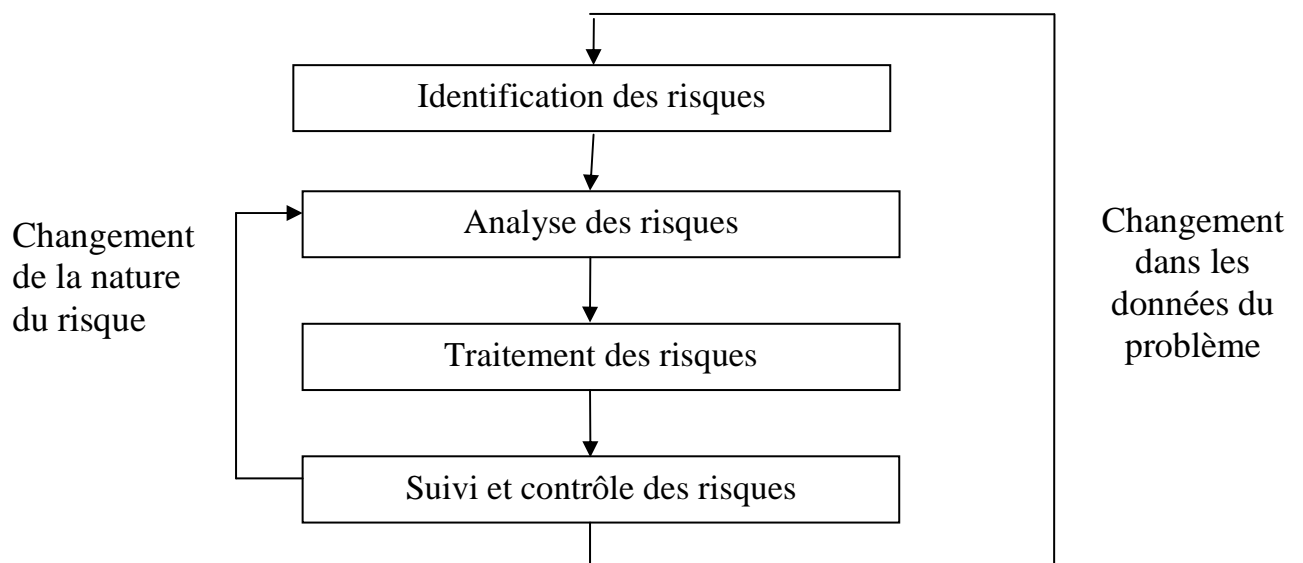 Identification des risques
Analyse des risques
Changement
de la nature
du risque
Changement
dans les
données du
problème
Traitement des risques
Suivi et contrôle des risques